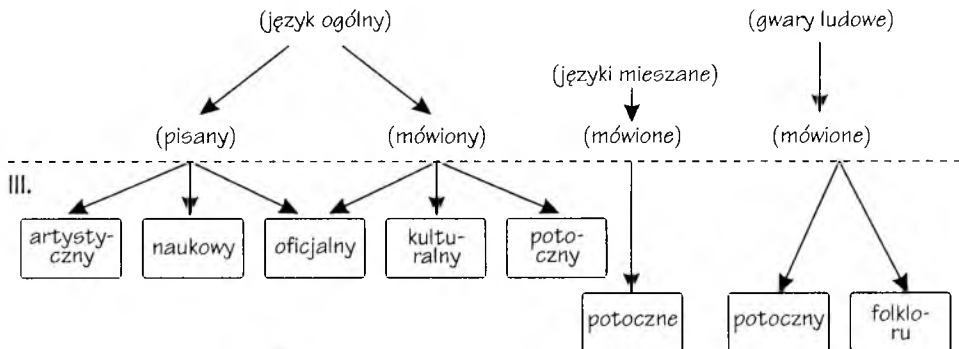 (język ogólny)
(gwary ludowe)
(języki mieszane)
(pisany)
(mówiony)
(mówione)
(mówione)
III.
artysty-
czny
naukowy
oficjalny
kultu-
ralny
poto-
czny
potoczne
potoczny
folklo-
ru